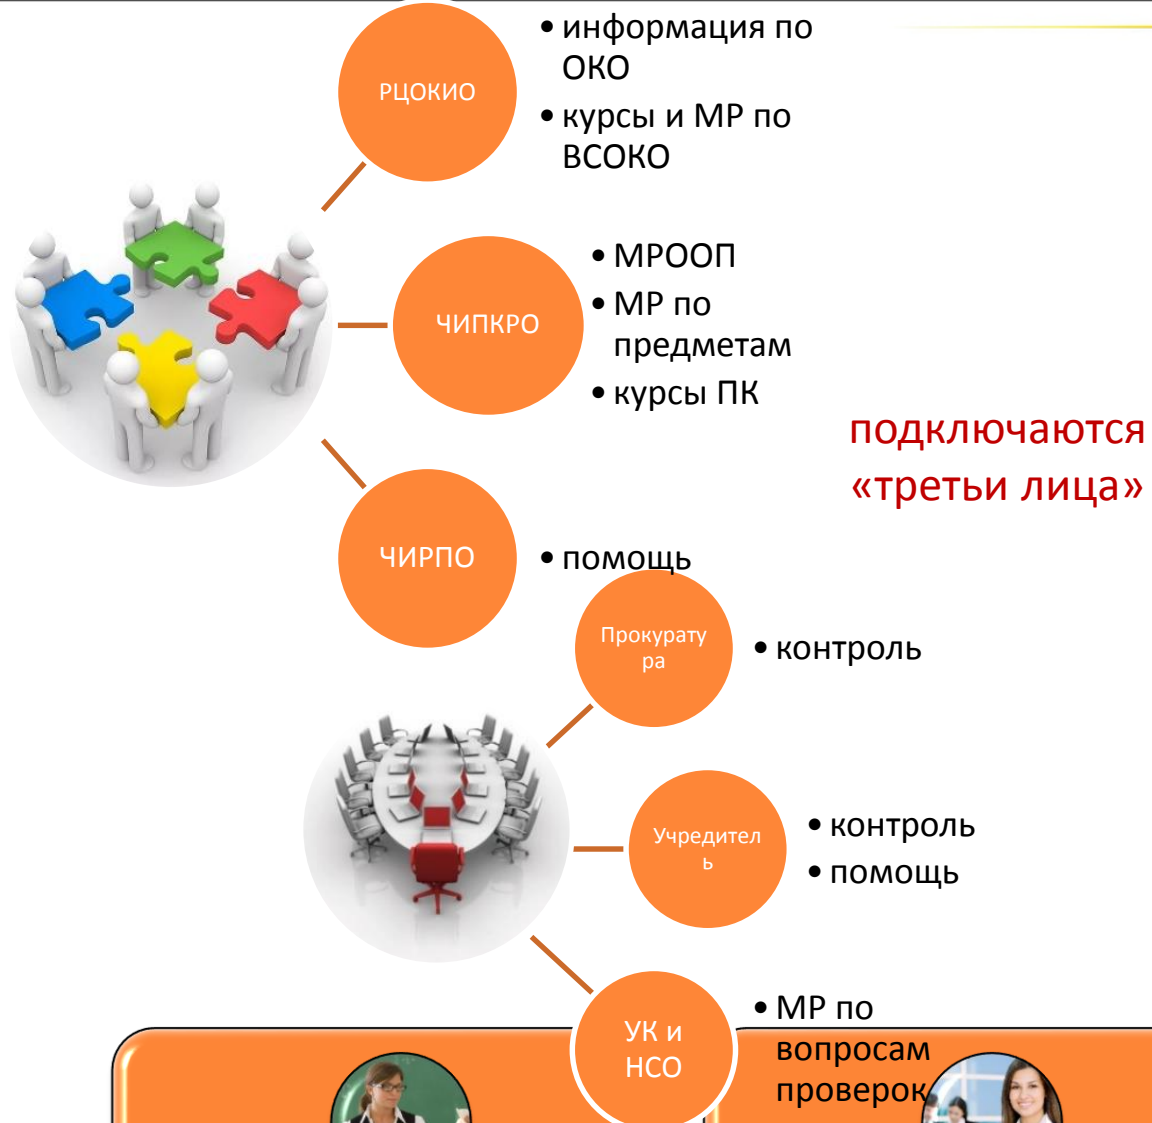 РЦОКИО
• информация по
ОКО
• курсы и МР по
ВСОКО
ЧИПКРО
• МРООП
• МР по
предметам
• курсы ПК
подключаются
«третьи лица»
ЧИРПО
• помощь
Прокурату
ра
• контроль
Учредител
ь
• контроль
• помощь
УК и
НСО
• МР по
вопросам
проверок